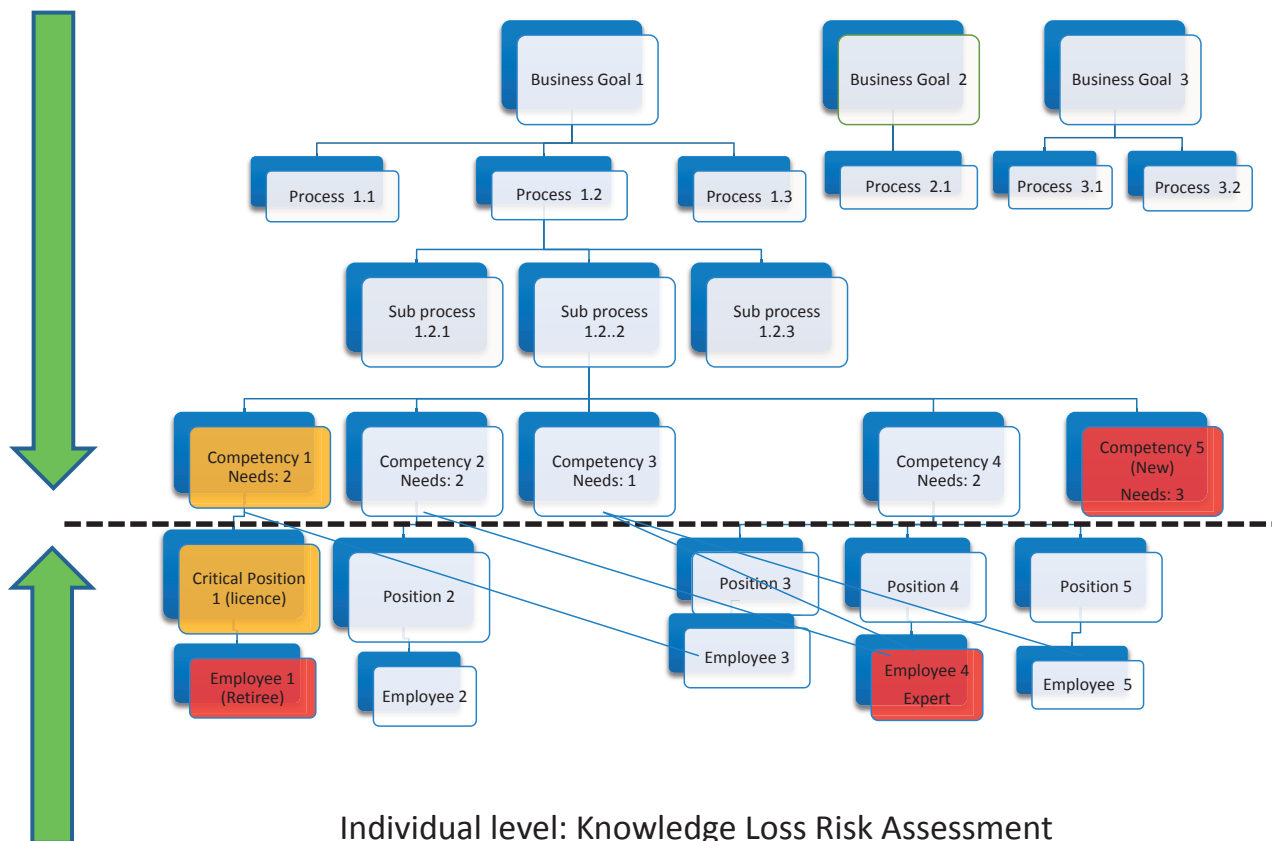 Business Goal 1
Business Goal 2
Business Goal 3
Process 1.1
Process 1.2
Process 1.3
Process 2.1
Process 3.1
Process 3.2
Sub process
1.2.1
Sub process
1.2..2
Sub process
1.2.3
Competency 1
Needs: 2
Competency 2
Needs: 2
Competency 3
Needs: 1
Competency 4
Needs: 2
Competency 5
(New)
Needs: 3
Critical Position
1 (licence)
Position 2
Position 3
Position 4
Position 5
Employee 1
(Retiree)
Employee 2
Employee 3
Employee 4
Expert
Employee 5
Individual level: Knowledge Loss Risk Assessment